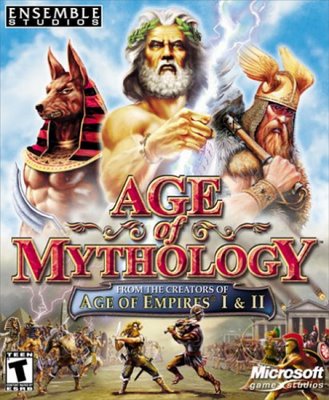 ENSEMBLE
STUDIOS
AGE
of
MYTHOLOGY
FROM THE CREATORS OF
AGE OF EMPIRES I & II
TEEN
T
ESRB
Microsoft
game studios